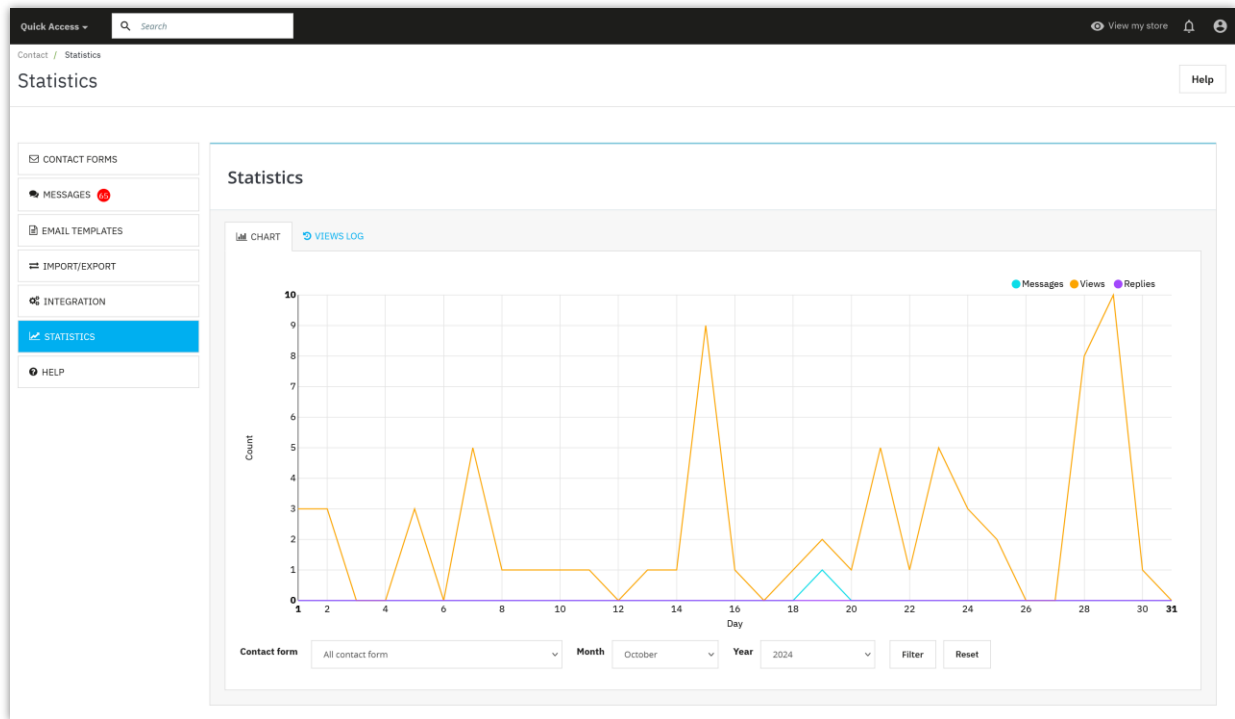 Quick Access
Search
View my store
Contact / Statistics
Statistics
Help
CONTACT FORMS
MESSAGES 65
EMAIL TEMPLATES
IMPORT/EXPORT
INTEGRATION
STATISTICS
HELP
Statistics
CHART
VIEWS LOG
Messages Views Replies
10
9
8
7
6
5
4
3
2
1
0
Count
1 2 4 6 8 10 12 14 16 18 20 22 24 26 28 30 31
Day
Contact form All contact form Month October Year 2024 Filter Reset